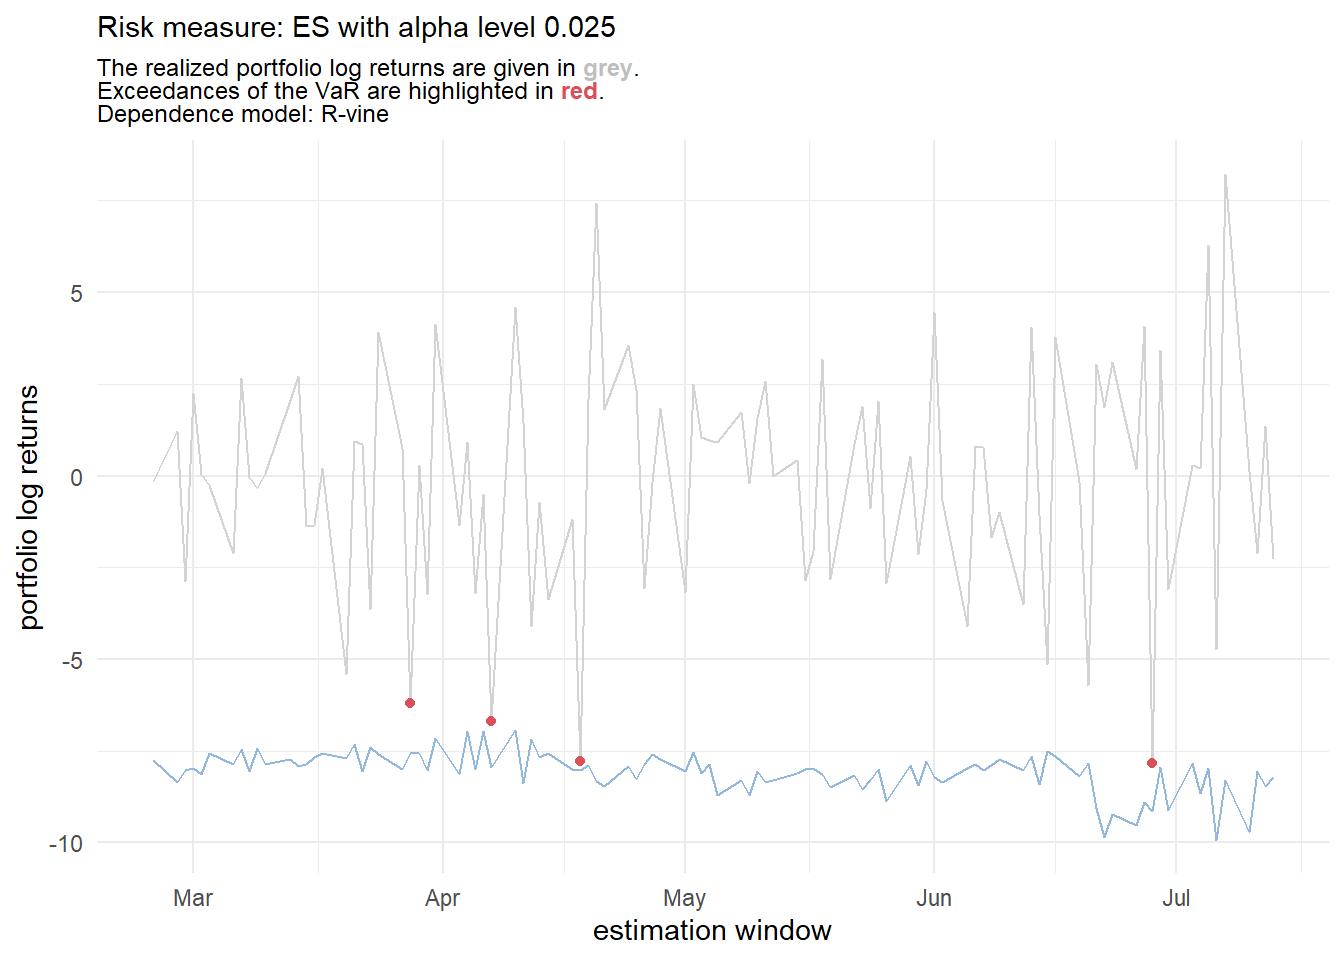 Risk measure: ES with alpha level 0.025
The realized portfolio log returns are given in grey.
Exceedances of the VaR are highlighted in red.
Dependence model: R-vine
portfolio log returns
5
0
-5
-10
Mar Apr May Jun Jul
estimation window